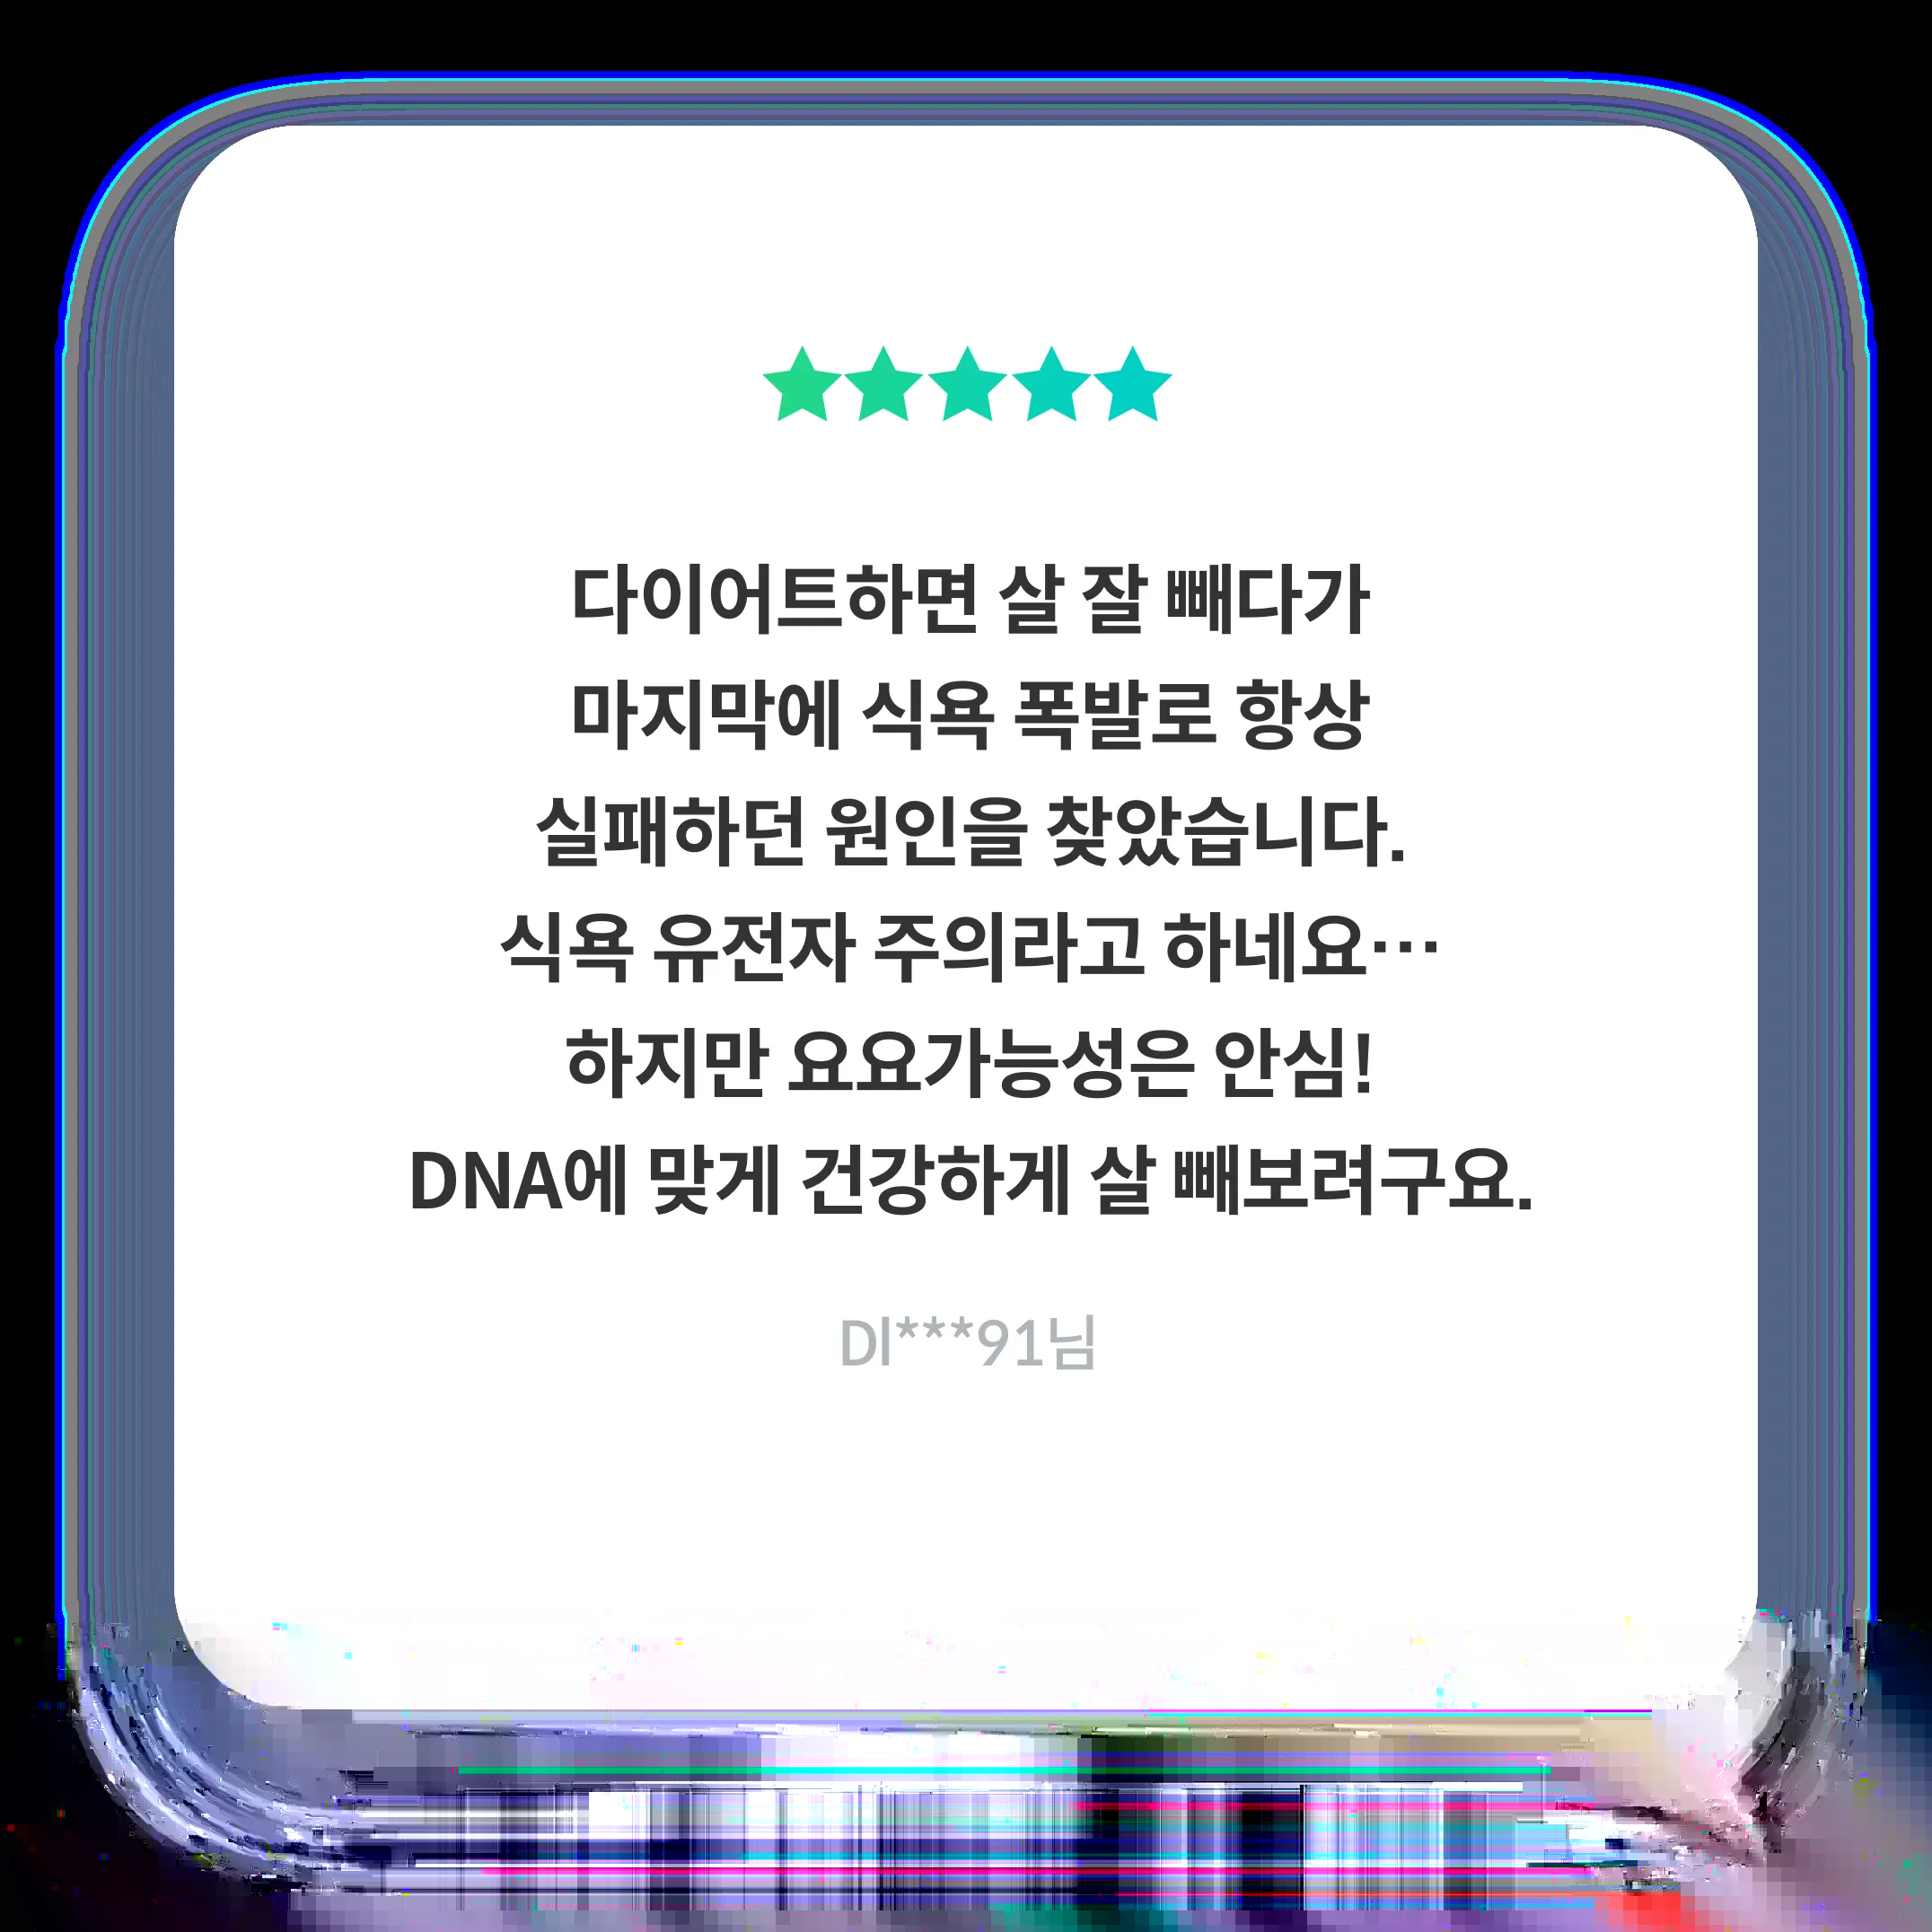 다이어트하면 살 잘 빼다가
마지막에 식욕 폭발로 항상
실패하던 원인을 찾았습니다.
식욕 유전자 주의라고 하네요…
하지만 요요가능성은 안심!
DNA에 맞게 건강하게 살 빼보려구요.
Dl***91님